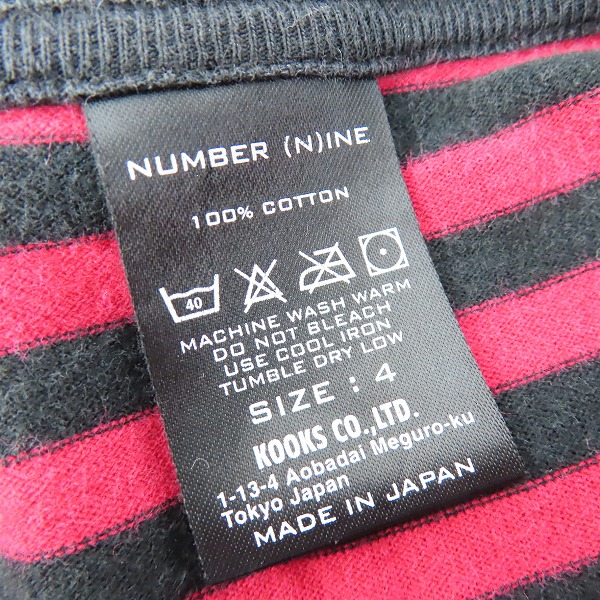 NUMBER (N)INE
100% COTTON
40
MACHINE WASH WARM
DO NOT BLEACH
USE COOL IRON
TUMBLE DRY LOW
SIZE : 4
KOOKS CO.,LTD.
1-13-4 Aobadai Meguro-ku
Tokyo Japan
MADE IN JAPAN